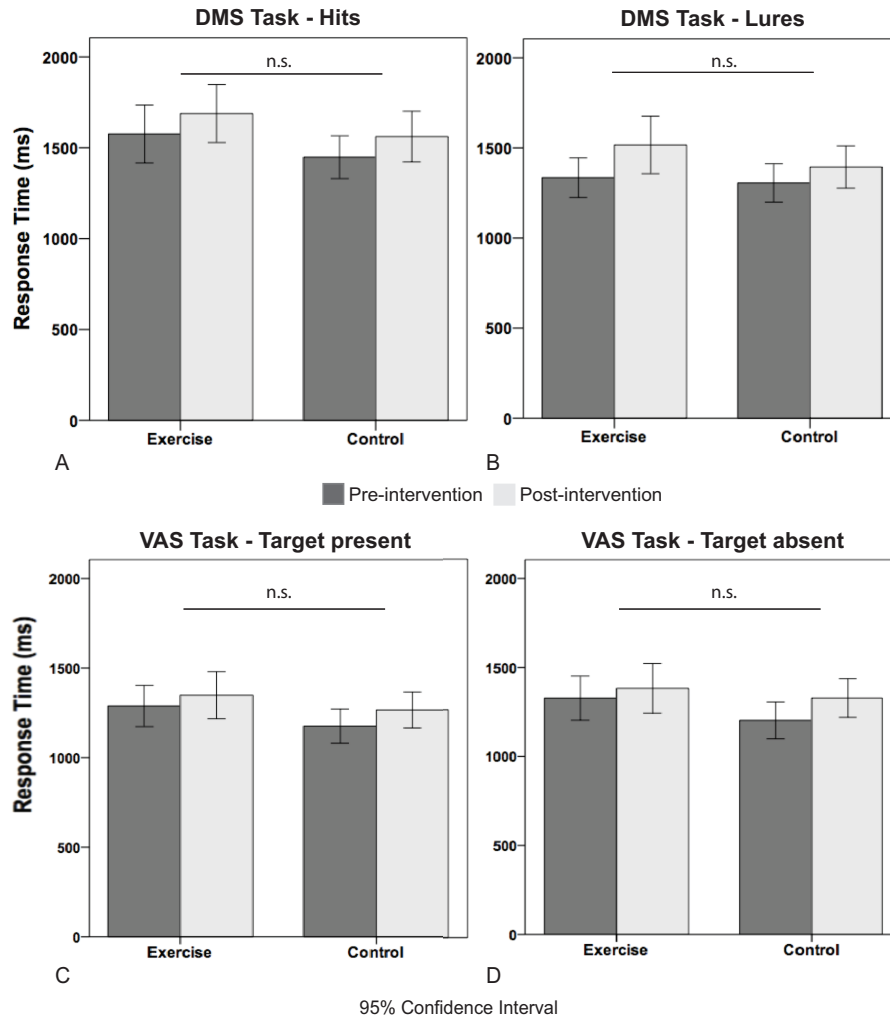 DMS Task - Hits
DMS Task - Lures
2000
1500
1000
500
0
Response Time (ms)
n.s.
Exercise
Control
A
2000
1500
1000
500
0
n.s.
Exercise
Control
B
Pre-intervention
Post-intervention
VAS Task - Target present
VAS Task - Target absent
2000
1500
1000
500
0
Response Time (ms)
n.s.
Exercise
Control
C
2000
1500
1000
500
0
n.s.
Exercise
Control
D
95% Confidence Interval